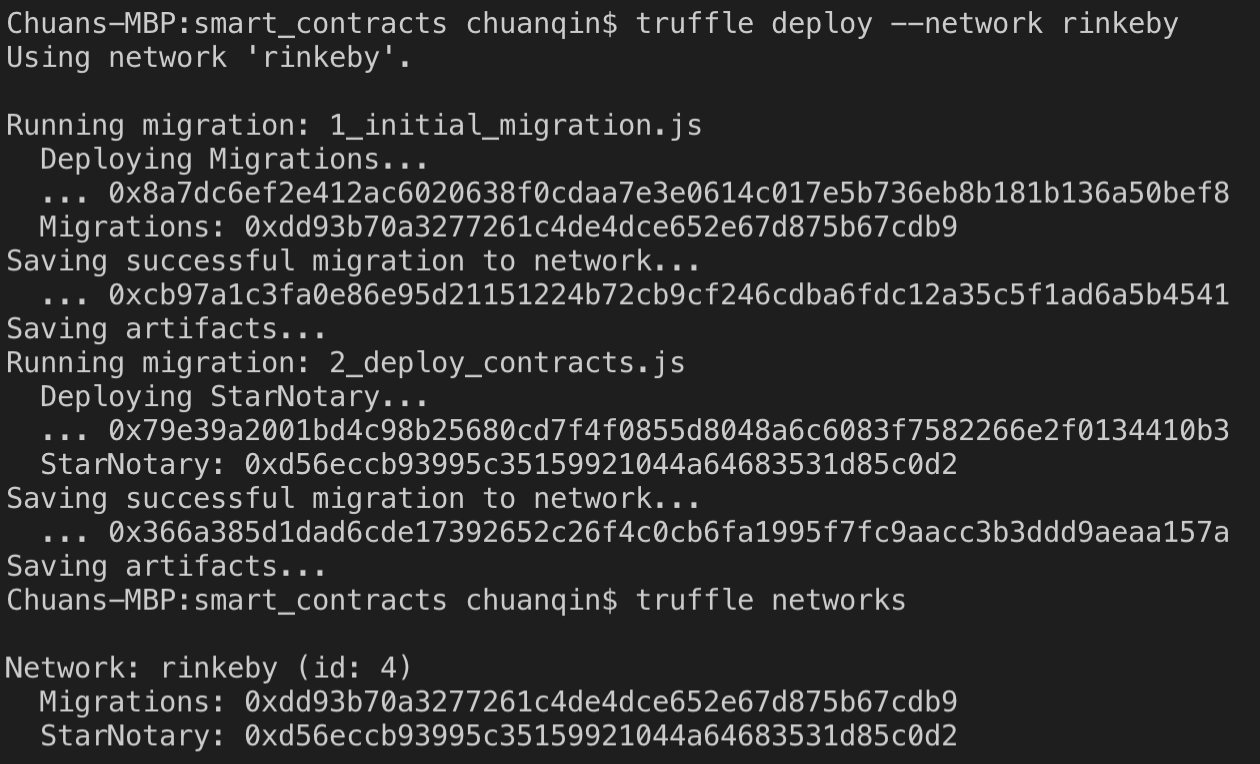 Chuans-MBP:smart_contracts chuanqin$ truffle deploy --network rinkeby
Using network 'rinkeby'.
Running migration: 1_initial_migration.js
Deploying Migrations...
... 0x8a7dc6ef2e412ac6020638f0cdaa7e3e0614c017e5b736eb8b181b136a50bef8
Migrations: 0xdd93b70a3277261c4de4dce652e67d875b67cdb9
Saving successful migration to network...
... 0xcb97a1c3fa0e86e95d21151224b72cb9cf246cdba6fdc12a35c5f1ad6a5b4541
Saving artifacts...
Running migration: 2_deploy_contracts.js
Deploying StarNotary...
... 0x79e39a2001bd4c98b25680cd7f4f0855d8048a6c6083f7582266e2f0134410b3
StarNotary: 0xd56eccb93995c35159921044a64683531d85c0d2
Saving successful migration to network...
... 0x366a385d1dad6cde17392652c26f4c0cb6fa1995f7fc9aacc3b3ddd9aeaa157a
Saving artifacts...
Chuans-MBP:smart_contracts chuanqin$ truffle networks
Network: rinkeby (id: 4)
Migrations: 0xdd93b70a3277261c4de4dce652e67d875b67cdb9
StarNotary: 0xd56eccb93995c35159921044a64683531d85c0d2